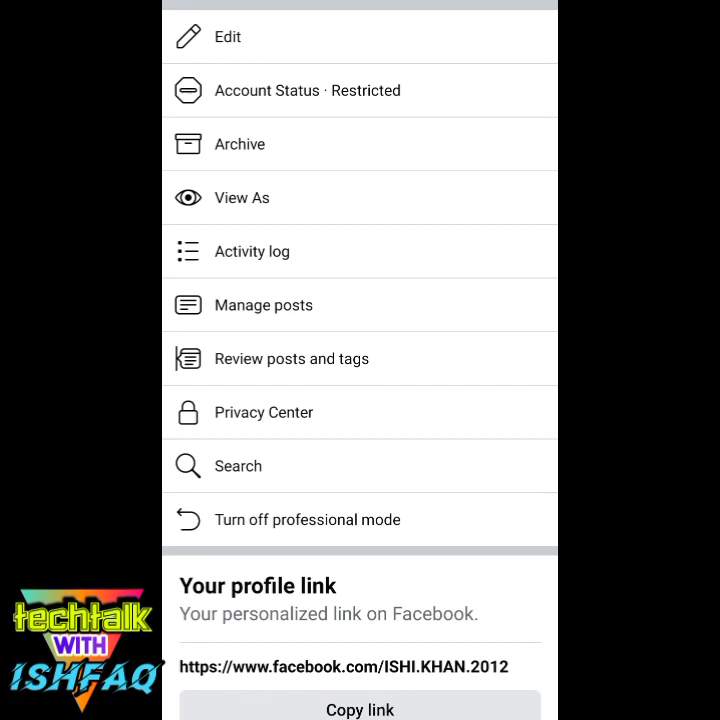 Edit
Account Status · Restricted
Archive
View As
Activity log
Manage posts
Review posts and tags
Privacy Center
Search
Turn off professional mode
Your profile link
Your personalized link on Facebook.
https://www.facebook.com/ISHI.KHAN.2012
Copy link
techtalk
WITH
ISHFAQ